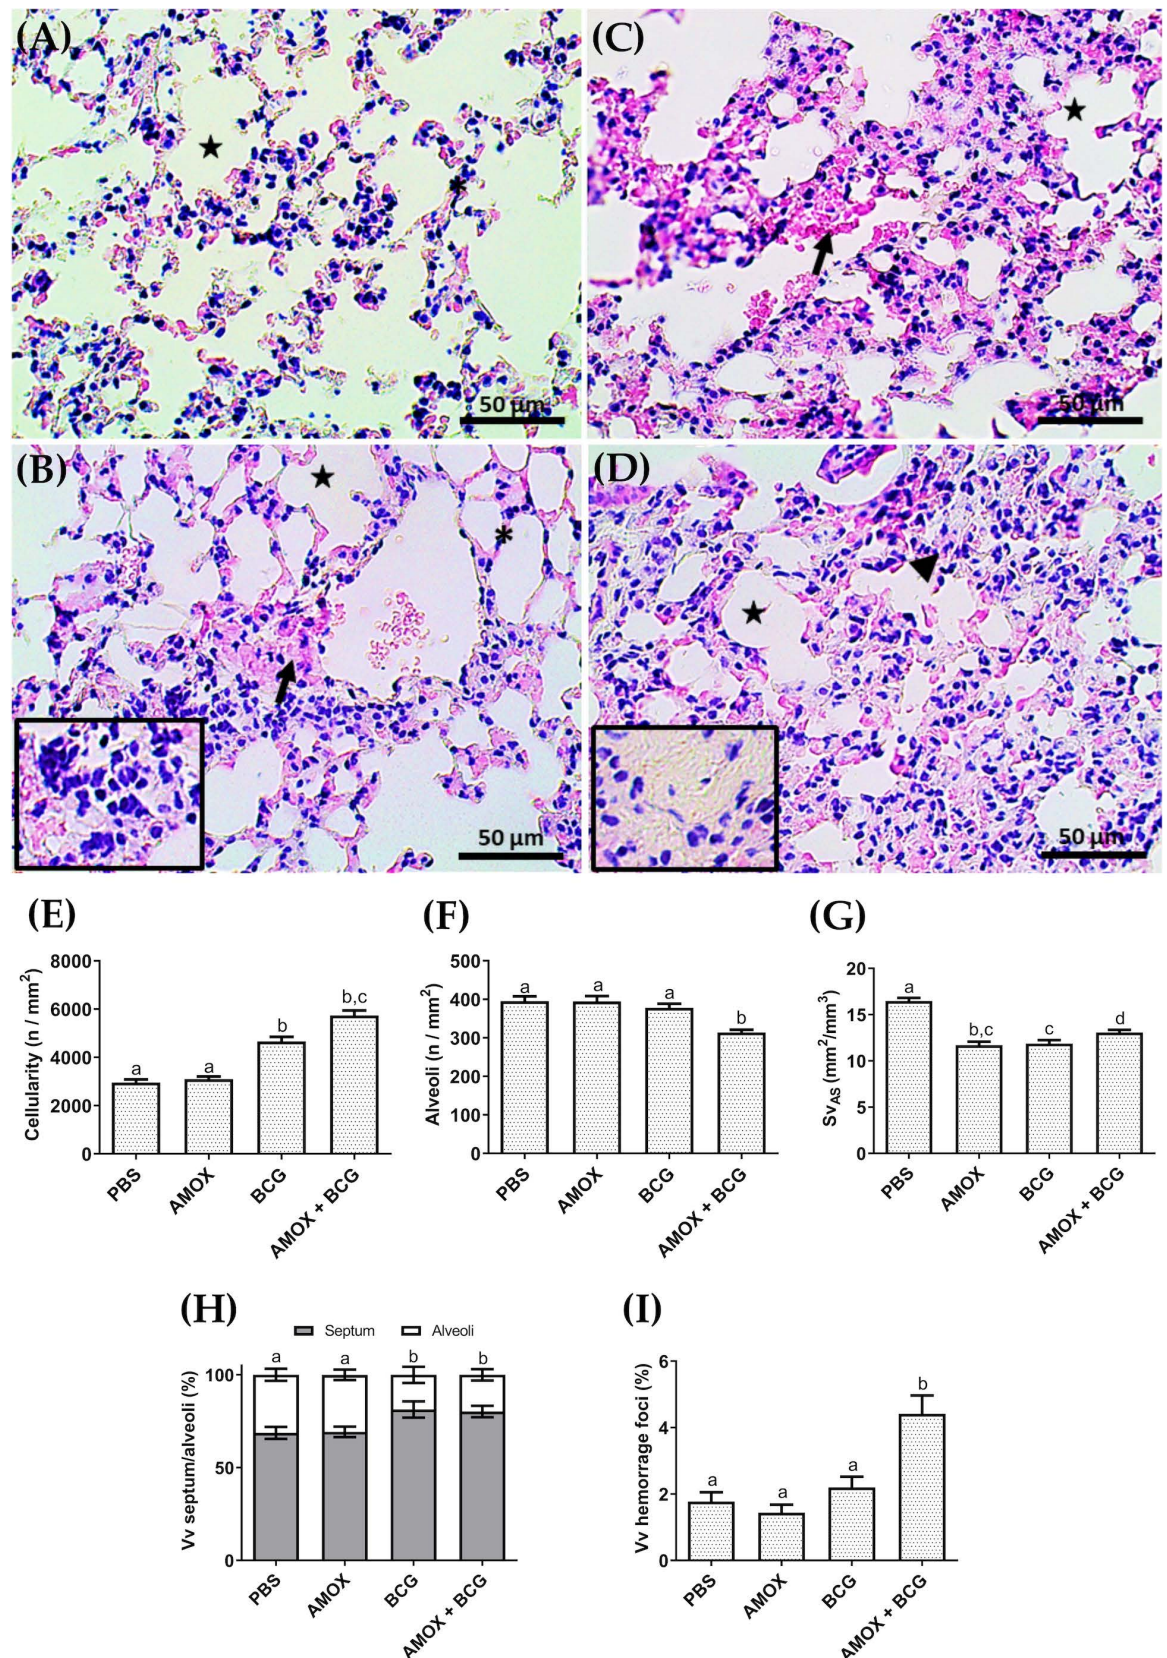 (A)
(C)
50 µm
50 µm
(B)
(D)
50 µm
50 µm
(E)
(F)
(G)
Cellularity (n / mm²)
8000
6000
4000
2000
0
a
a
b
b,c
PBS
AMOX
BCG
AMOX + BCG
Alveoli (n / mm²)
500
400
300
200
100
0
a
a
a
b
PBS
AMOX
BCG
AMOX + BCG
Sv_AS (mm²/mm³)
20
15
10
5
0
a
b,c
c
d
PBS
AMOX
BCG
AMOX + BCG
(H)
(I)
Septum
Alveoli
Vv septum/alveoli (%)
100
50
0
a
a
b
b
PBS
AMOX
BCG
AMOX + BCG
Vv hemorrage foci (%)
6
4
2
0
a
a
a
b
PBS
AMOX
BCG
AMOX + BCG